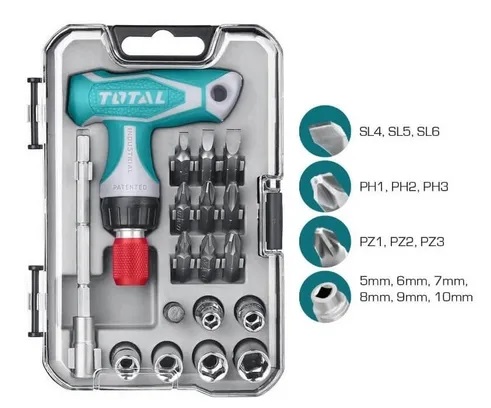 TOTAL
INDUSTRIAL
PATENTED
SL4, SL5, SL6
PH1, PH2, PH3
PZ1, PZ2, PZ3
5mm, 6mm, 7mm,
8mm, 9mm, 10mm